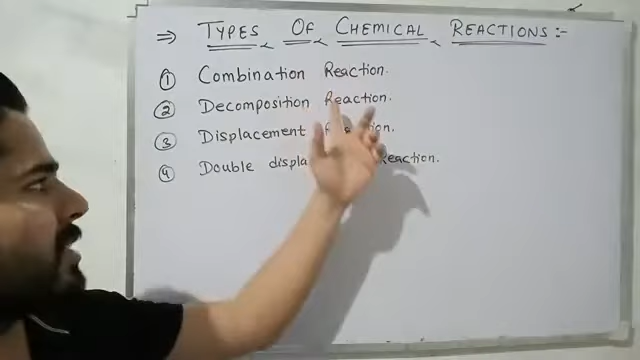 ⇒ TYPES OF CHEMICAL REACTIONS :-
① Combination Reaction.
② Decomposition Reaction.
③ Displacement
④ Double Reaction.